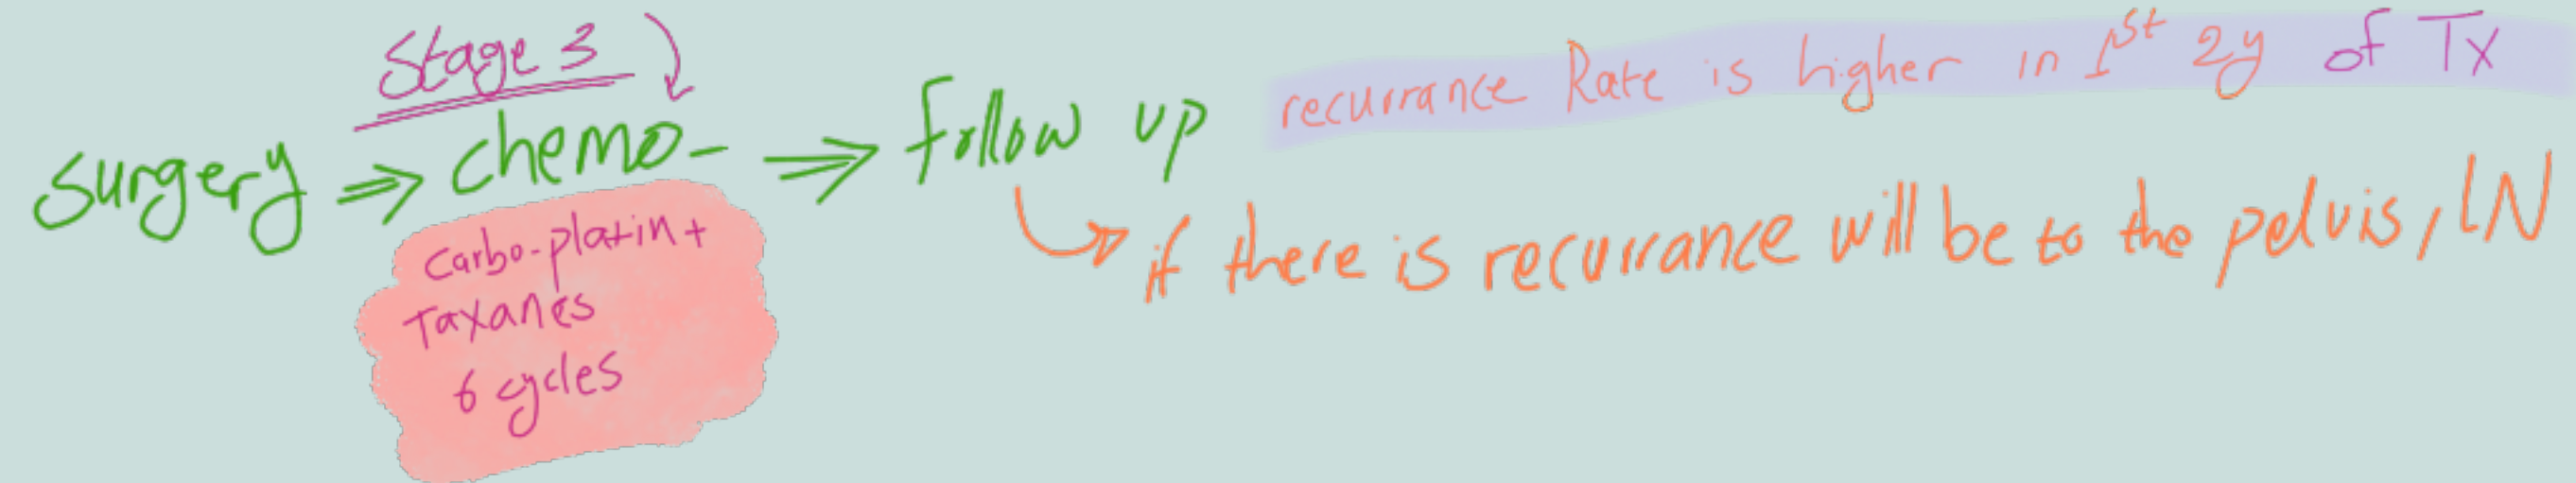 Stage 3
surgery ⇒ chemo- ⇒ follow up
recurrance Rate is higher in 1st 2y of Tx
if there is recurrance will be to the pelvis, LN
Carbo-platin +
Taxanes
6 cycles